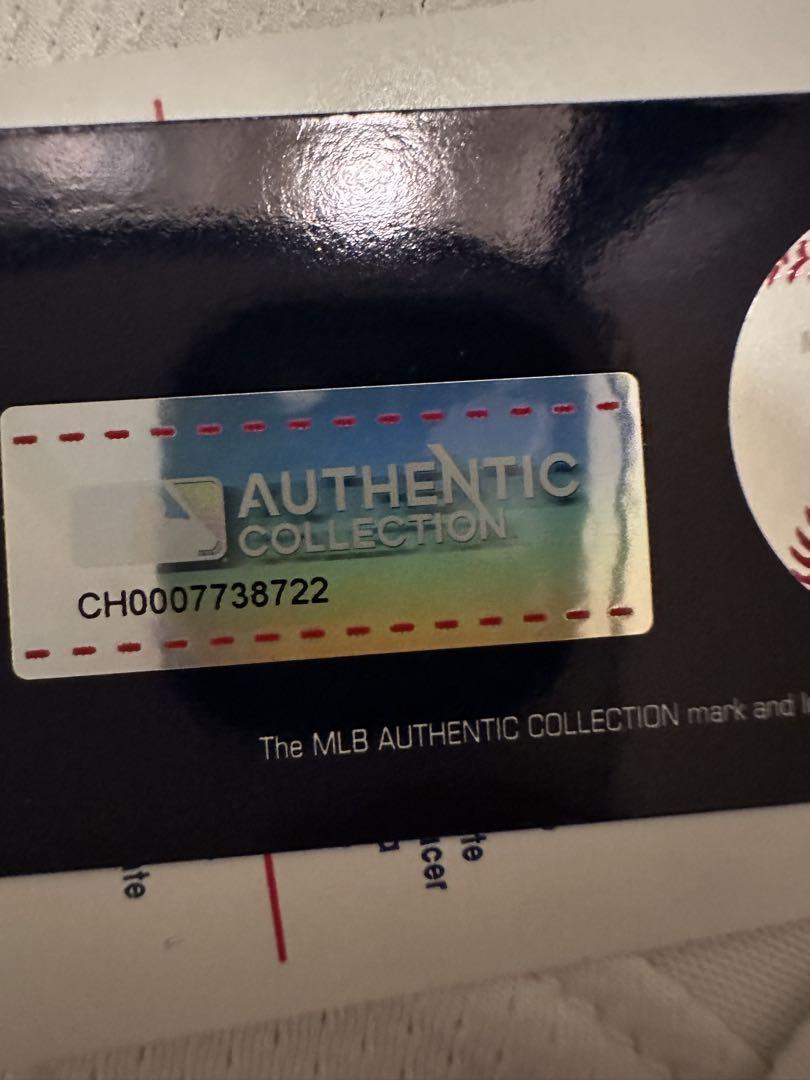 AUTHENTIC
COLLECTION
CH0007738722
The MLB AUTHENTIC COLLECTION mark and